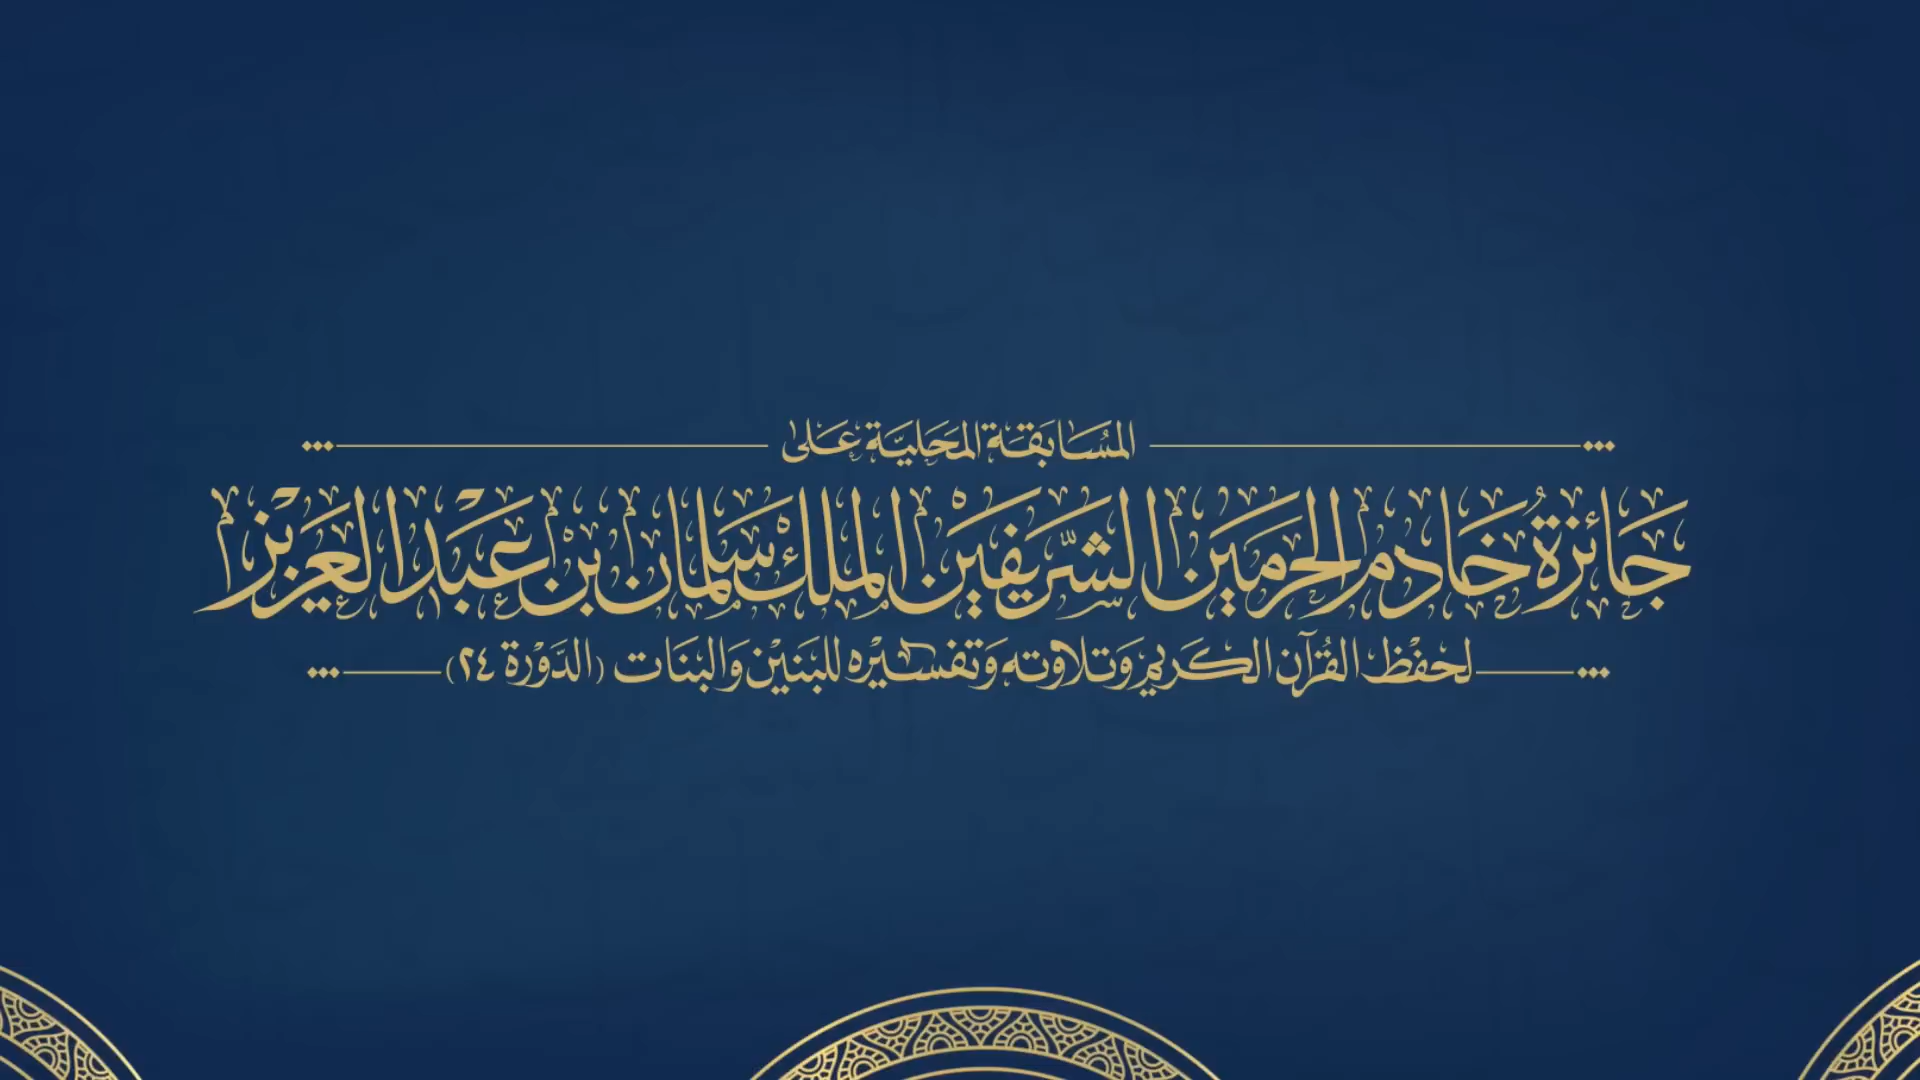 المسابقة المحلية على
جائزة خادم الحرمين الشريفين الملك سلمان بن عبد العزيز
لحفظ القرآن الكريم وتلاوته وتفسيره للبنين والبنات (الدورة ٢٤)